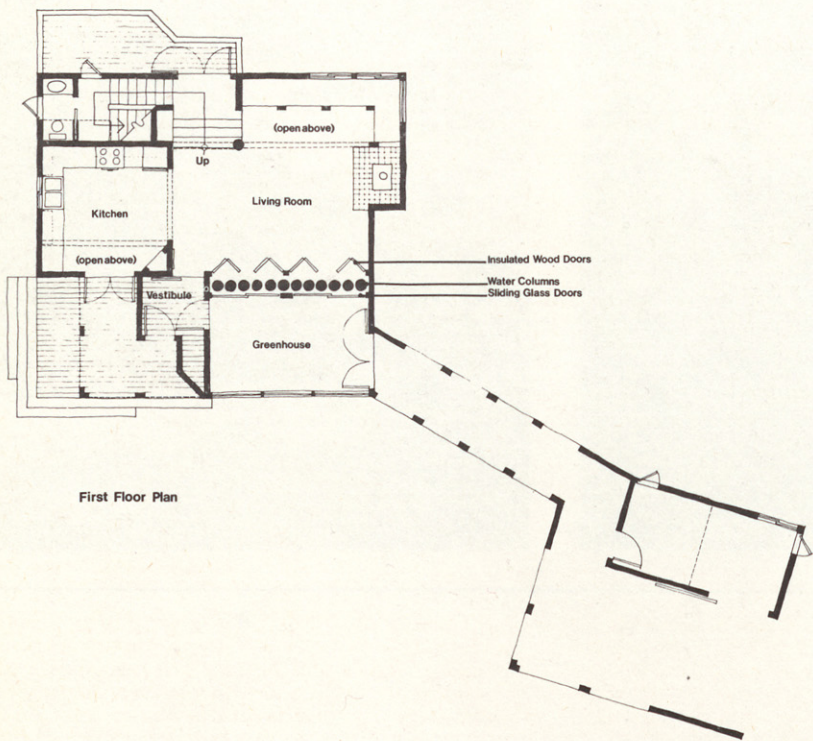 (open above)
Up
Living Room
Kitchen
(open above)
Insulated Wood Doors
Water Columns
Sliding Glass Doors
Vestibule
Greenhouse
First Floor Plan